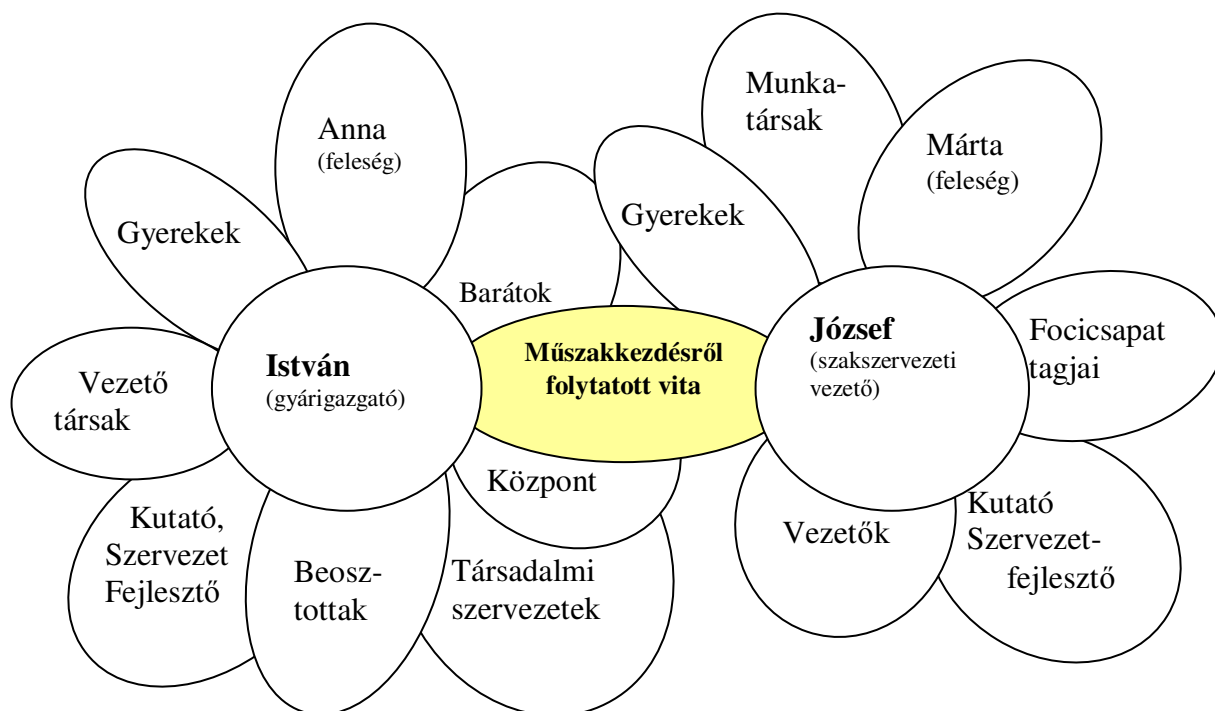 Anna
(feleség)
Gyerekek
Barátok
Vezető
társak
István
(gyárigazgató)
Kutató,
Szervezet
Fejlesztő
Beosz-
tottak
Társadalmi
szervezetek
Központ
Műszakkezdésről
folytatott vita
Gyerekek
Munka-
társak
Márta
(feleség)
József
(szakszervezeti
vezető)
Focicsapat
tagjai
Vezetők
Kutató
Szervezet-
fejlesztő